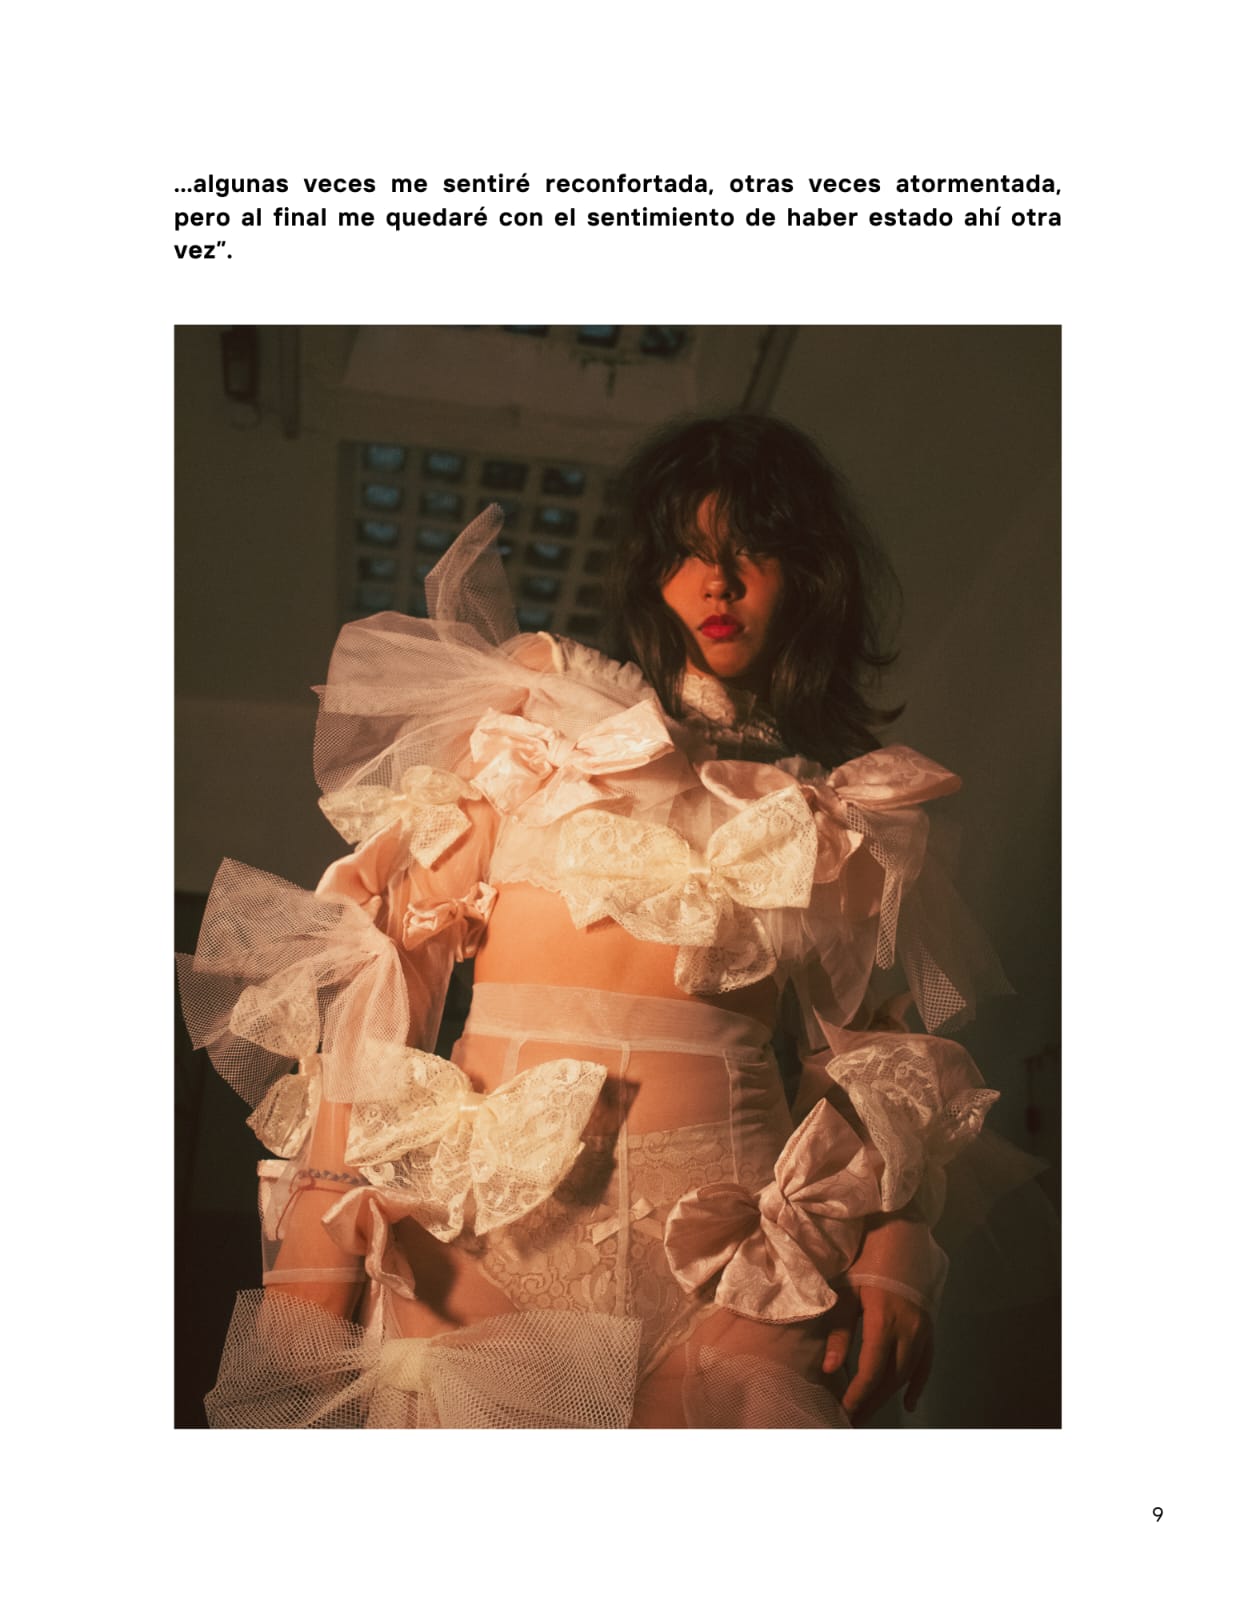 ...algunas veces me sentiré reconfortada, otras veces atormentada,
pero al final me quedaré con el sentimiento de haber estado ahí otra
vez”.
9